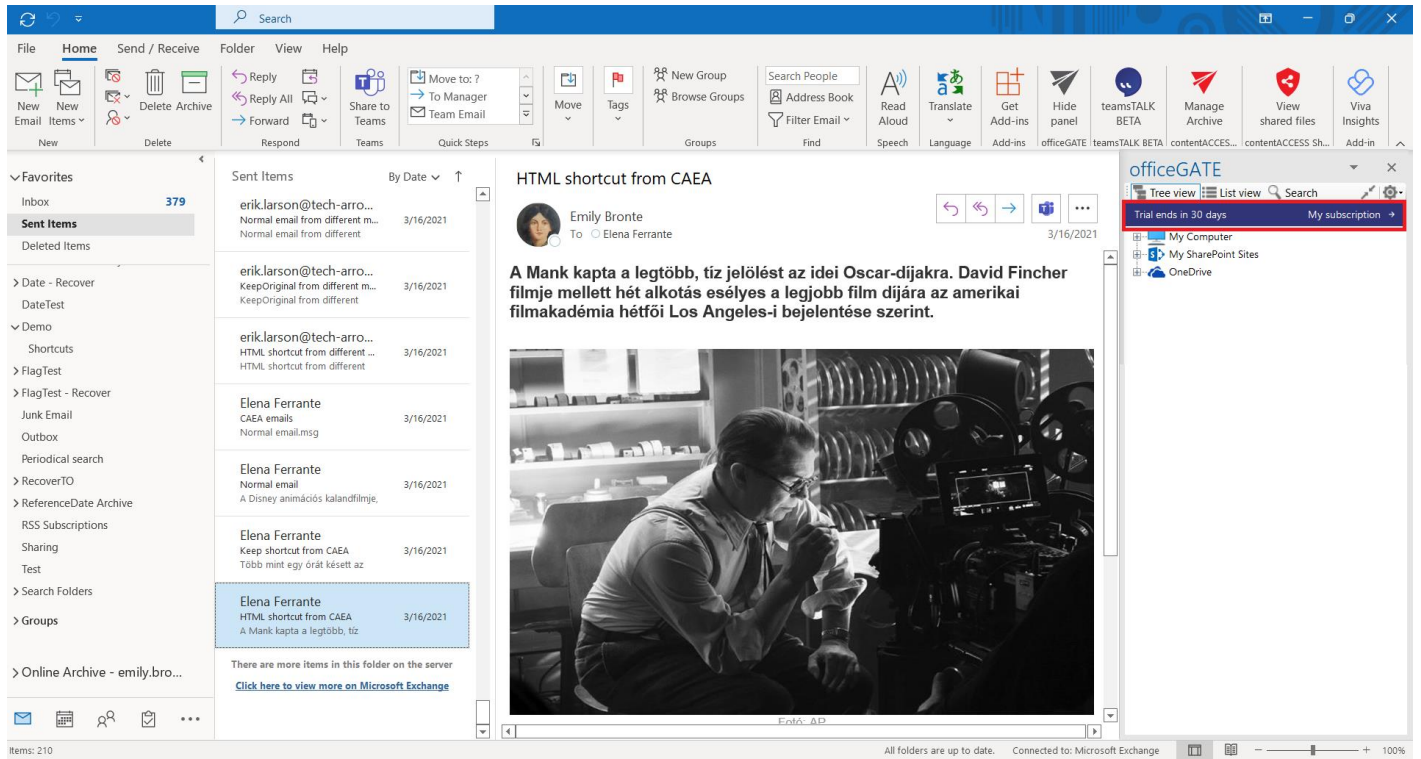 Search
File Home Send / Receive Folder View Help
New Email
New Items
Delete
Archive
Reply
Reply All
Forward
Share to Teams
Move to: ?
To Manager
Team Email
Move
Tags
New Group
Browse Groups
Search People
Address Book
Filter Email
Read Aloud
Translate
Get Add-ins
Hide panel
teamsTALK BETA
Manage Archive
View shared files
Viva Insights
New Delete Respond Teams Quick Steps Groups Find Speech Language Add-ins officeGATE teamsTALK BETA contentACCES... contentACCESS Sh... Add-in
Favorites
Inbox 379
Sent Items
Deleted Items
Date - Recover
DateTest
Demo
Shortcuts
FlagTest
FlagTest - Recover
Junk Email
Outbox
Periodical search
RecoverTO
ReferenceDate Archive
RSS Subscriptions
Sharing
Test
Search Folders
Groups
Online Archive - emily.bro...
Sent Items By Date
erik.larson@tech-arro...
Normal email from different m... 3/16/2021
Normal email from different
erik.larson@tech-arro...
KeepOriginal from different m... 3/16/2021
KeepOriginal from different
erik.larson@tech-arro...
HTML shortcut from different ... 3/16/2021
HTML shortcut from different
Elena Ferrante
CAEA emails 3/16/2021
Normal email.msg
Elena Ferrante
Normal email 3/16/2021
A Disney animációs kalandfilmje,
Elena Ferrante
Keep shortcut from CAEA 3/16/2021
Több mint egy órát késett az
Elena Ferrante
HTML shortcut from CAEA 3/16/2021
A Mank kapta a legtöbb, tíz
There are more items in this folder on the server
Click here to view more on Microsoft Exchange
HTML shortcut from CAEA
Emily Bronte
To Elena Ferrante
3/16/2021
A Mank kapta a legtöbb, tíz jelölést az idei Oscar-díjakra. David Fincher
filmje mellett hét alkotás esélyes a legjobb film díjára az amerikai
filmakadémia hétfői Los Angeles-i bejelentése szerint.
Fotó: AP
officeGATE
Tree view List view Search
Trial ends in 30 days My subscription
My Computer
My SharePoint Sites
OneDrive
Items: 210
All folders are up to date. Connected to: Microsoft Exchange 100%